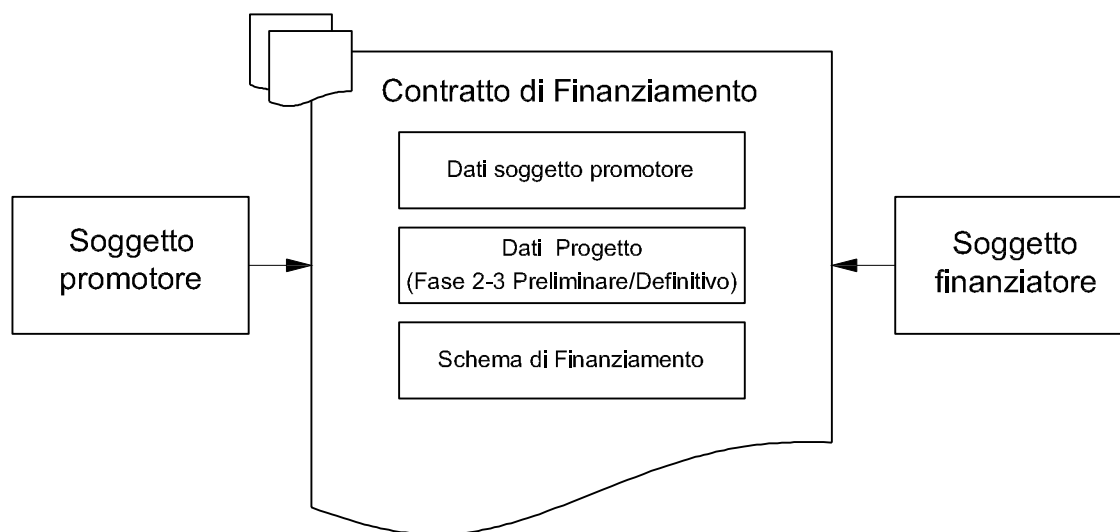 Contratto di Finanziamento
Dati soggetto promotore
Soggetto
promotore
Dati Progetto
(Fase 2-3 Preliminare/Definitivo)
Soggetto
finanziatore
Schema di Finanziamento